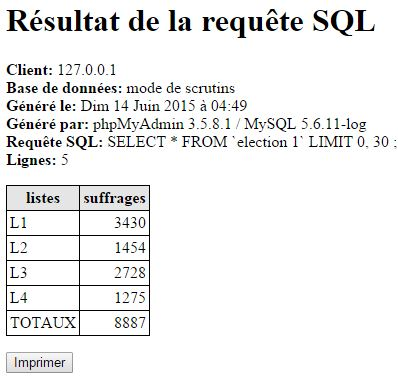 Résultat de la requête SQL
Client: 127.0.0.1
Base de données: mode de scrutins
Généré le: Dim 14 Juin 2015 à 04:49
Généré par: phpMyAdmin 3.5.8.1 / MySQL 5.6.11-log
Requête SQL: SELECT * FROM `election 1` LIMIT 0, 30 ;
Lignes: 5
listes suffrages
L1 3430
L2 1454
L3 2728
L4 1275
TOTAUX 8887
Imprimer